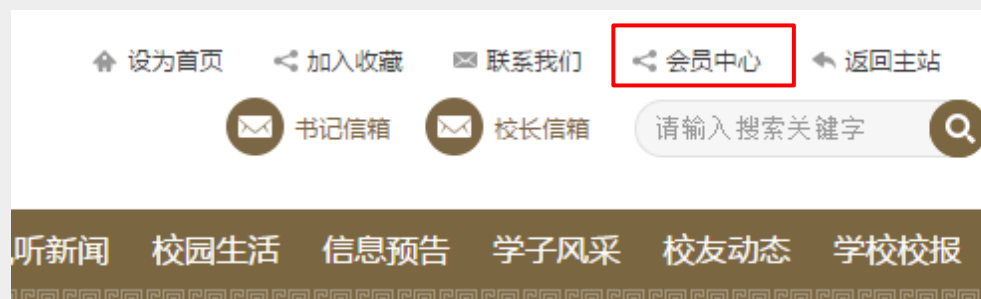 设为首页 加入收藏 联系我们 会员中心 返回主站
书记信箱 校长信箱 请输入搜索关键字
听新闻 校园生活 信息预告 学子风采 校友动态 学校校报